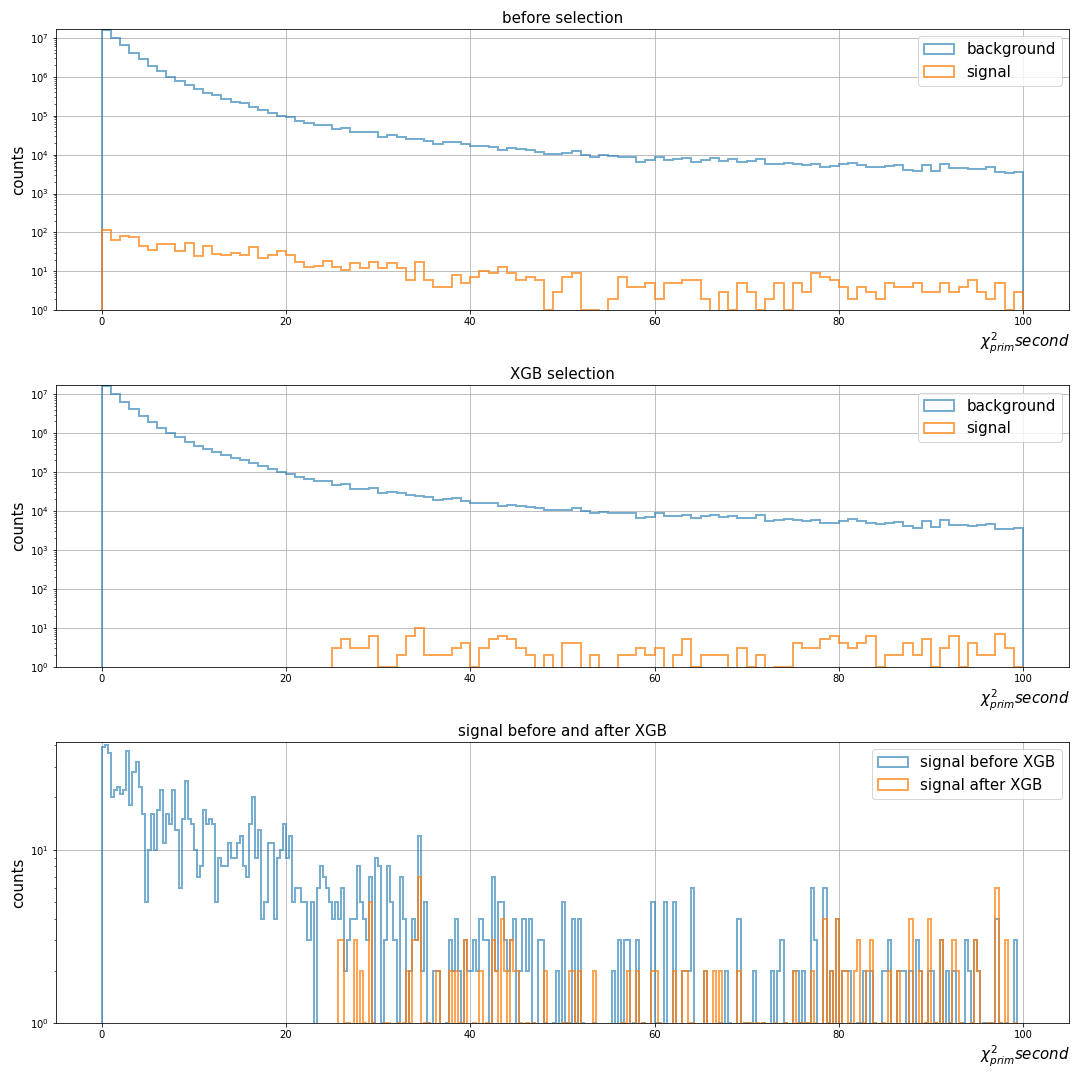 before selection
background
signal
counts
10⁷
10⁶
10⁵
10⁴
10³
10²
10¹
10⁰
0 20 40 60 80 100
χ²prim second
XGB selection
background
signal
counts
10⁷
10⁶
10⁵
10⁴
10³
10²
10¹
10⁰
0 20 40 60 80 100
χ²prim second
signal before and after XGB
signal before XGB
signal after XGB
counts
10¹
10⁰
0 20 40 60 80 100
χ²prim second